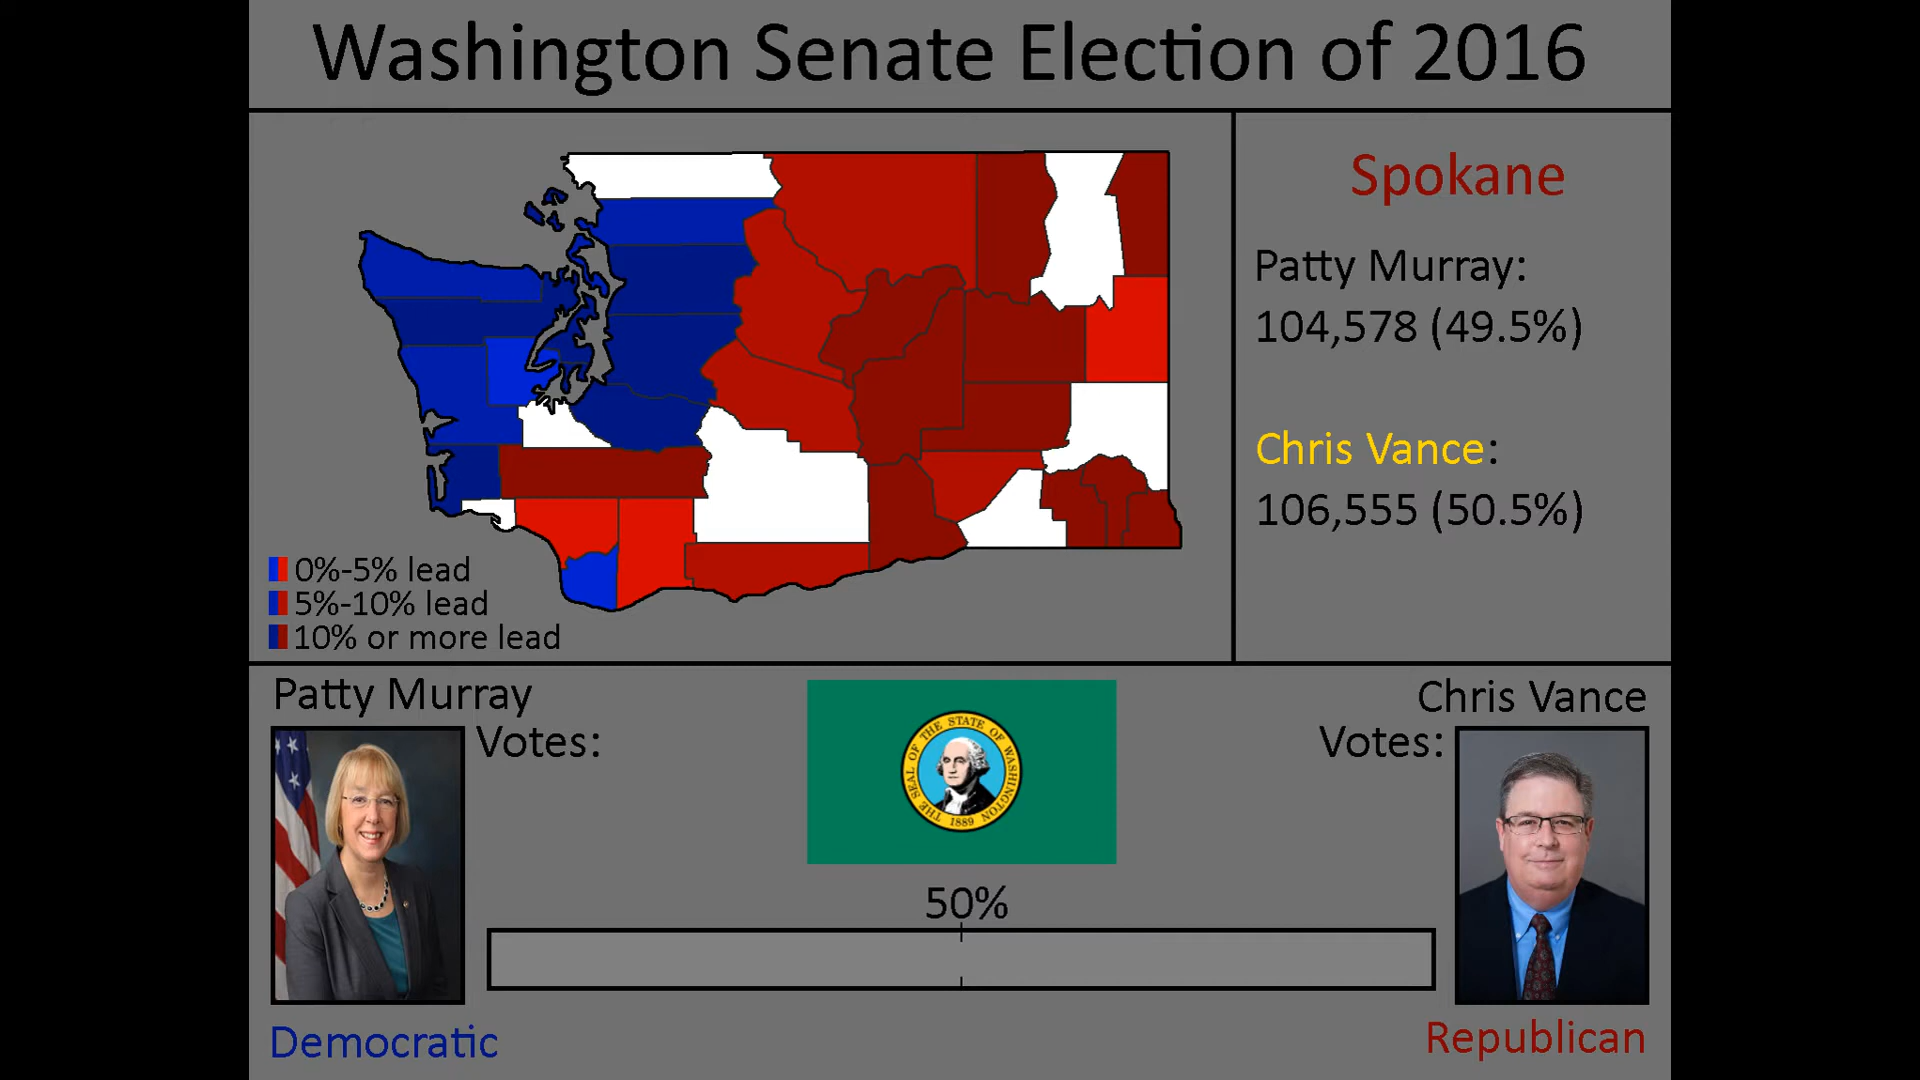 Washington Senate Election of 2016
Spokane
Patty Murray:
104,578 (49.5%)
Chris Vance:
106,555 (50.5%)
0%-5% lead
5%-10% lead
10% or more lead
Patty Murray
Votes:
Democratic
THE SEAL OF THE STATE OF WASHINGTON
1889
50%
Chris Vance
Votes:
Republican